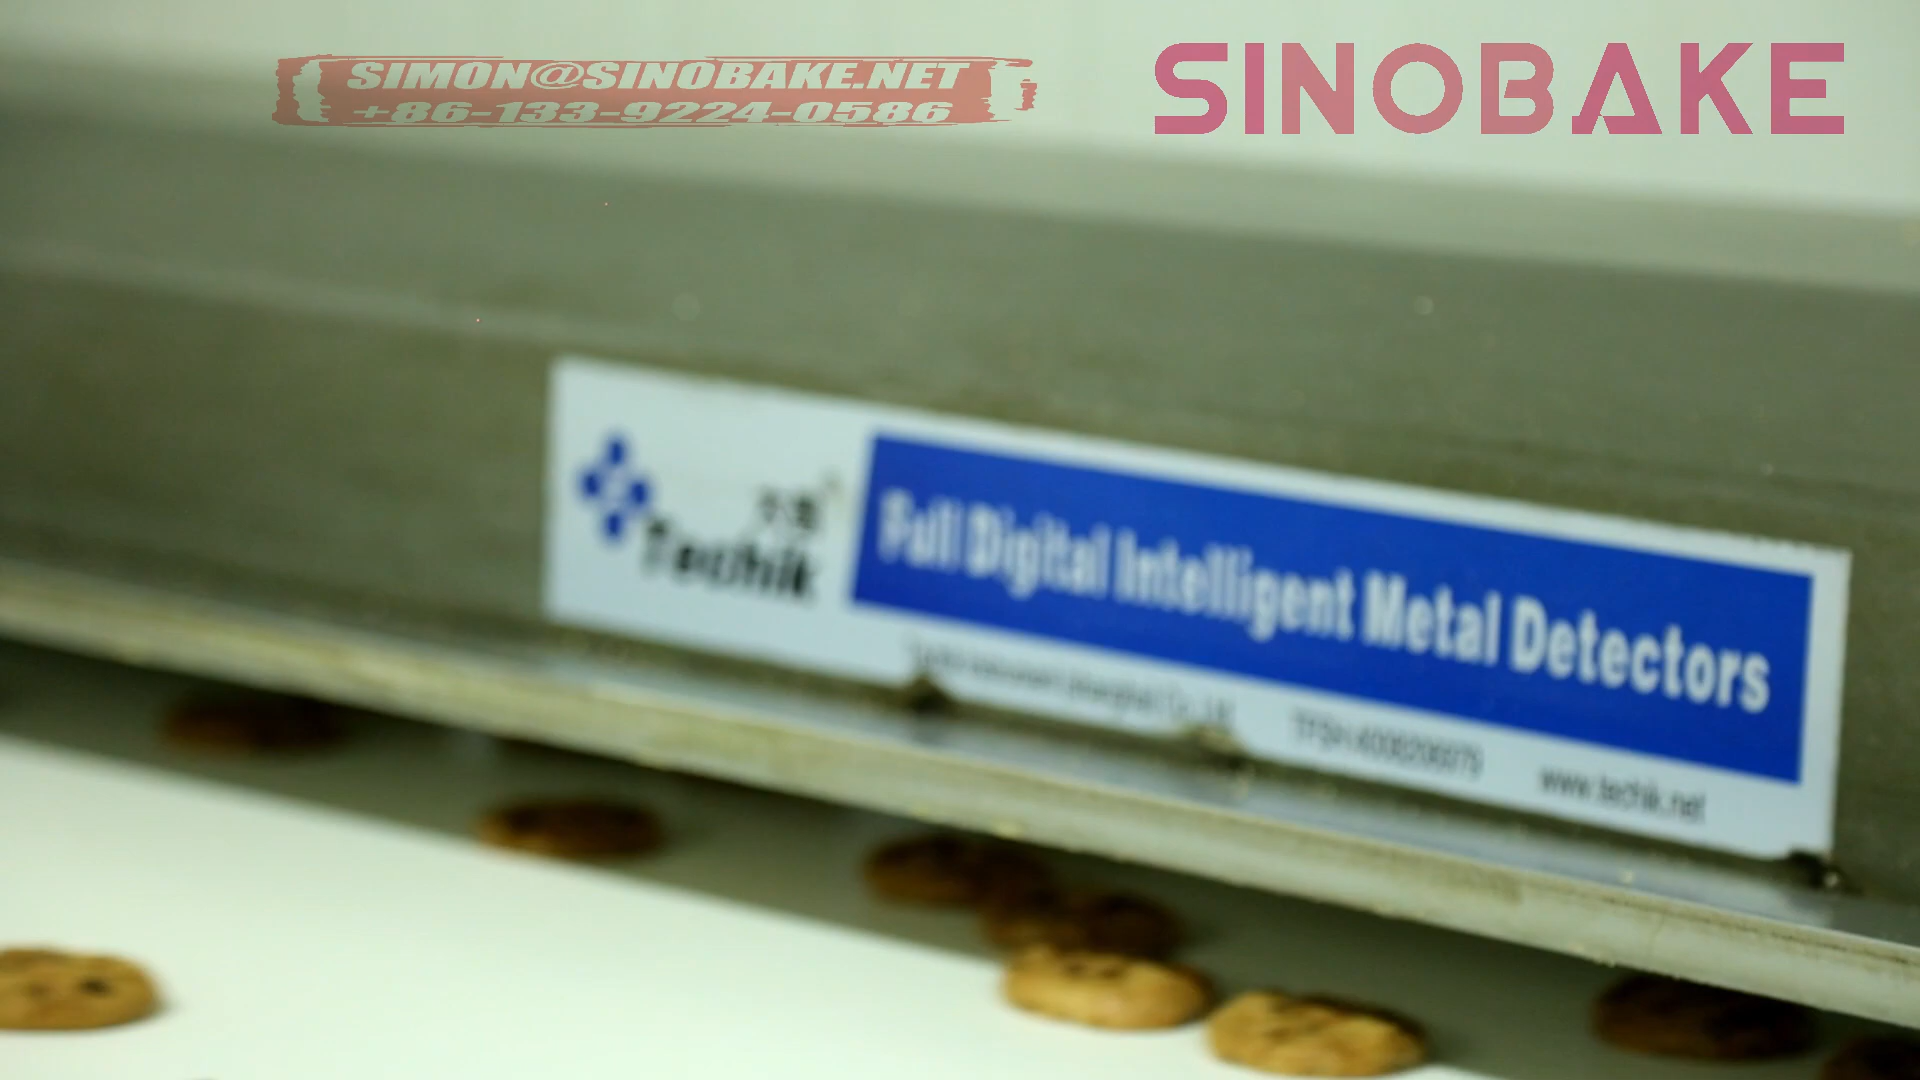 SIMON@SINOBAKE.NET
+86-133-9224-0586
SINOBAKE
Techik
Full Digital Intelligent Metal Detectors
www.techik.net